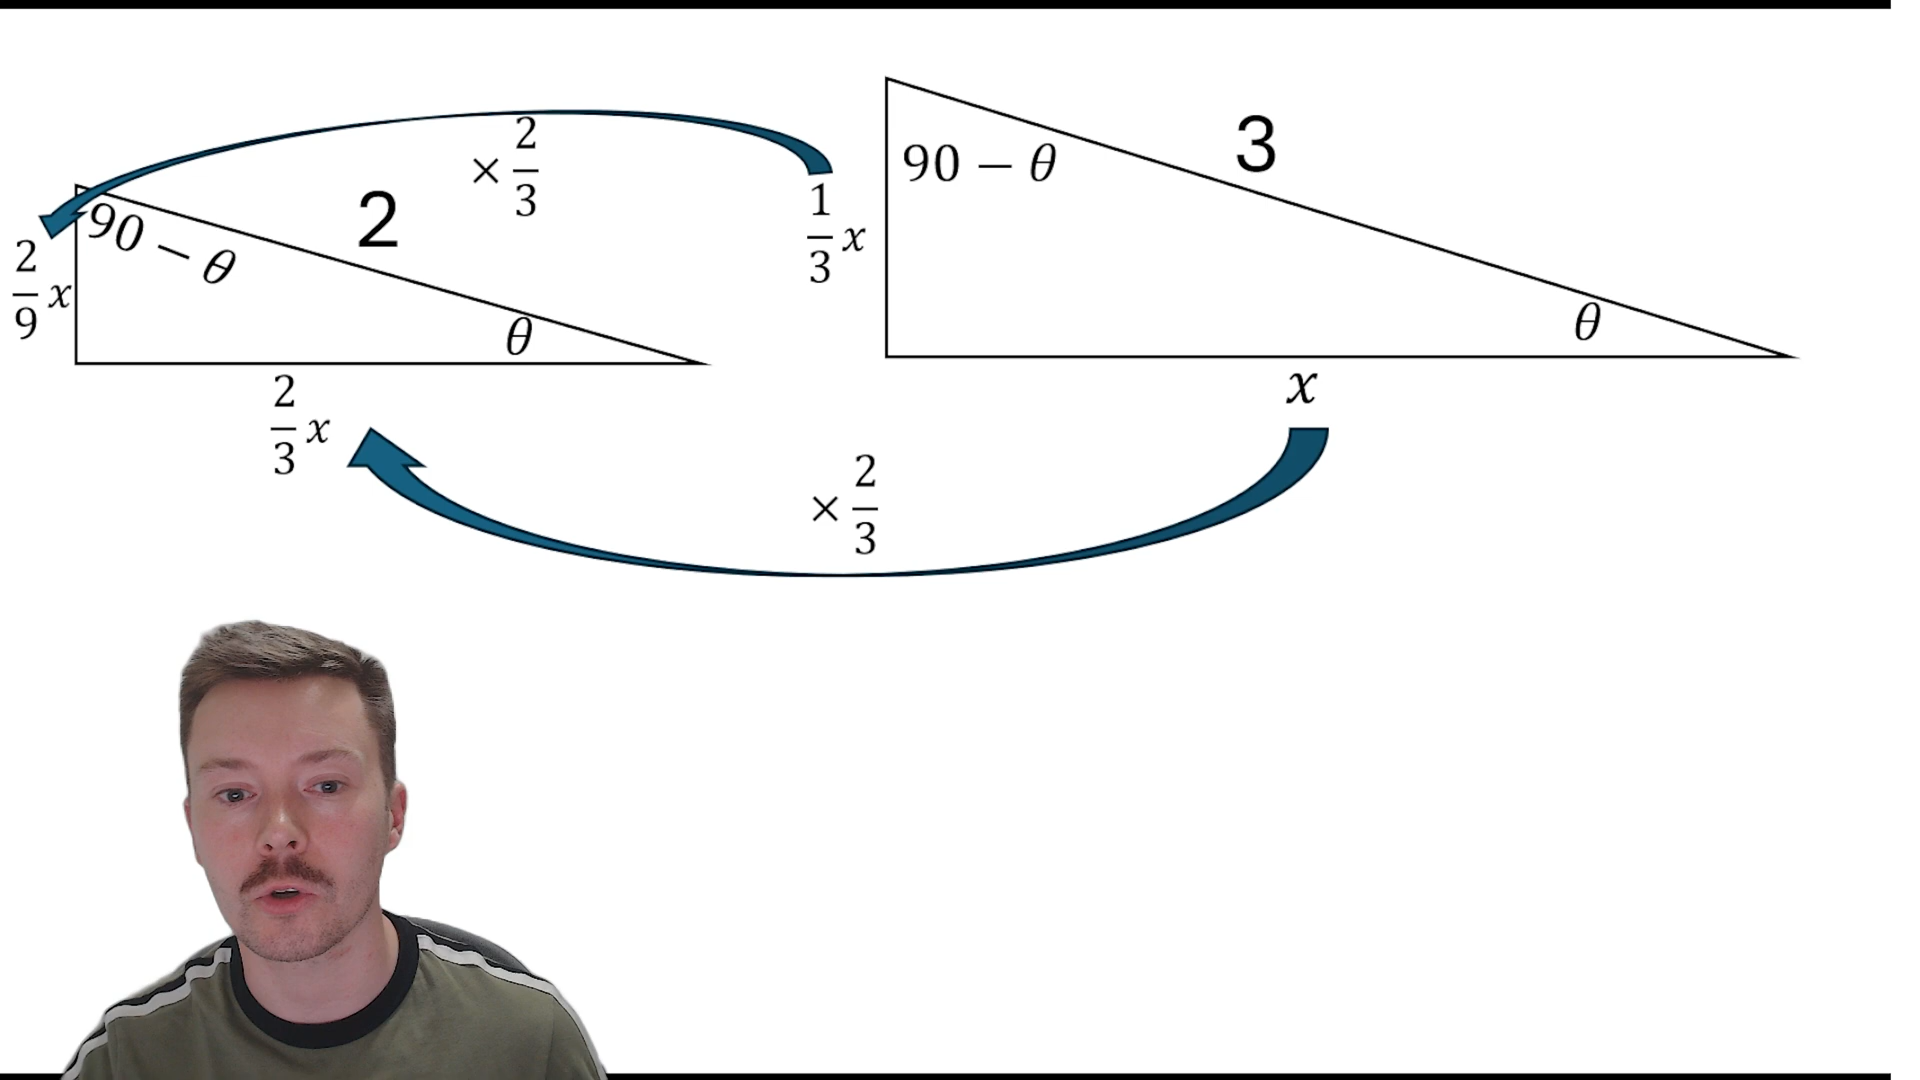 90 − θ
2
θ
2/9 x
2/3 x
× 2/3
1/3 x
90 − θ
3
θ
x
× 2/3